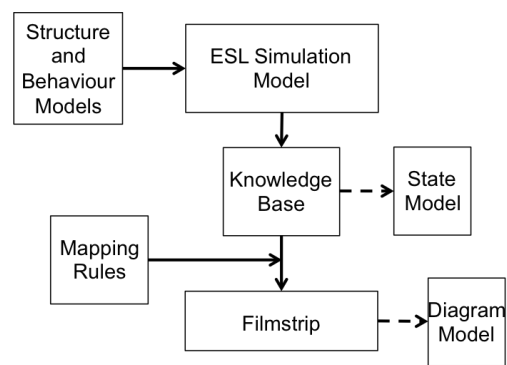 Structure
and
Behaviour
Models
ESL Simulation
Model
Knowledge
Base
State
Model
Mapping
Rules
Filmstrip
Diagram
Model